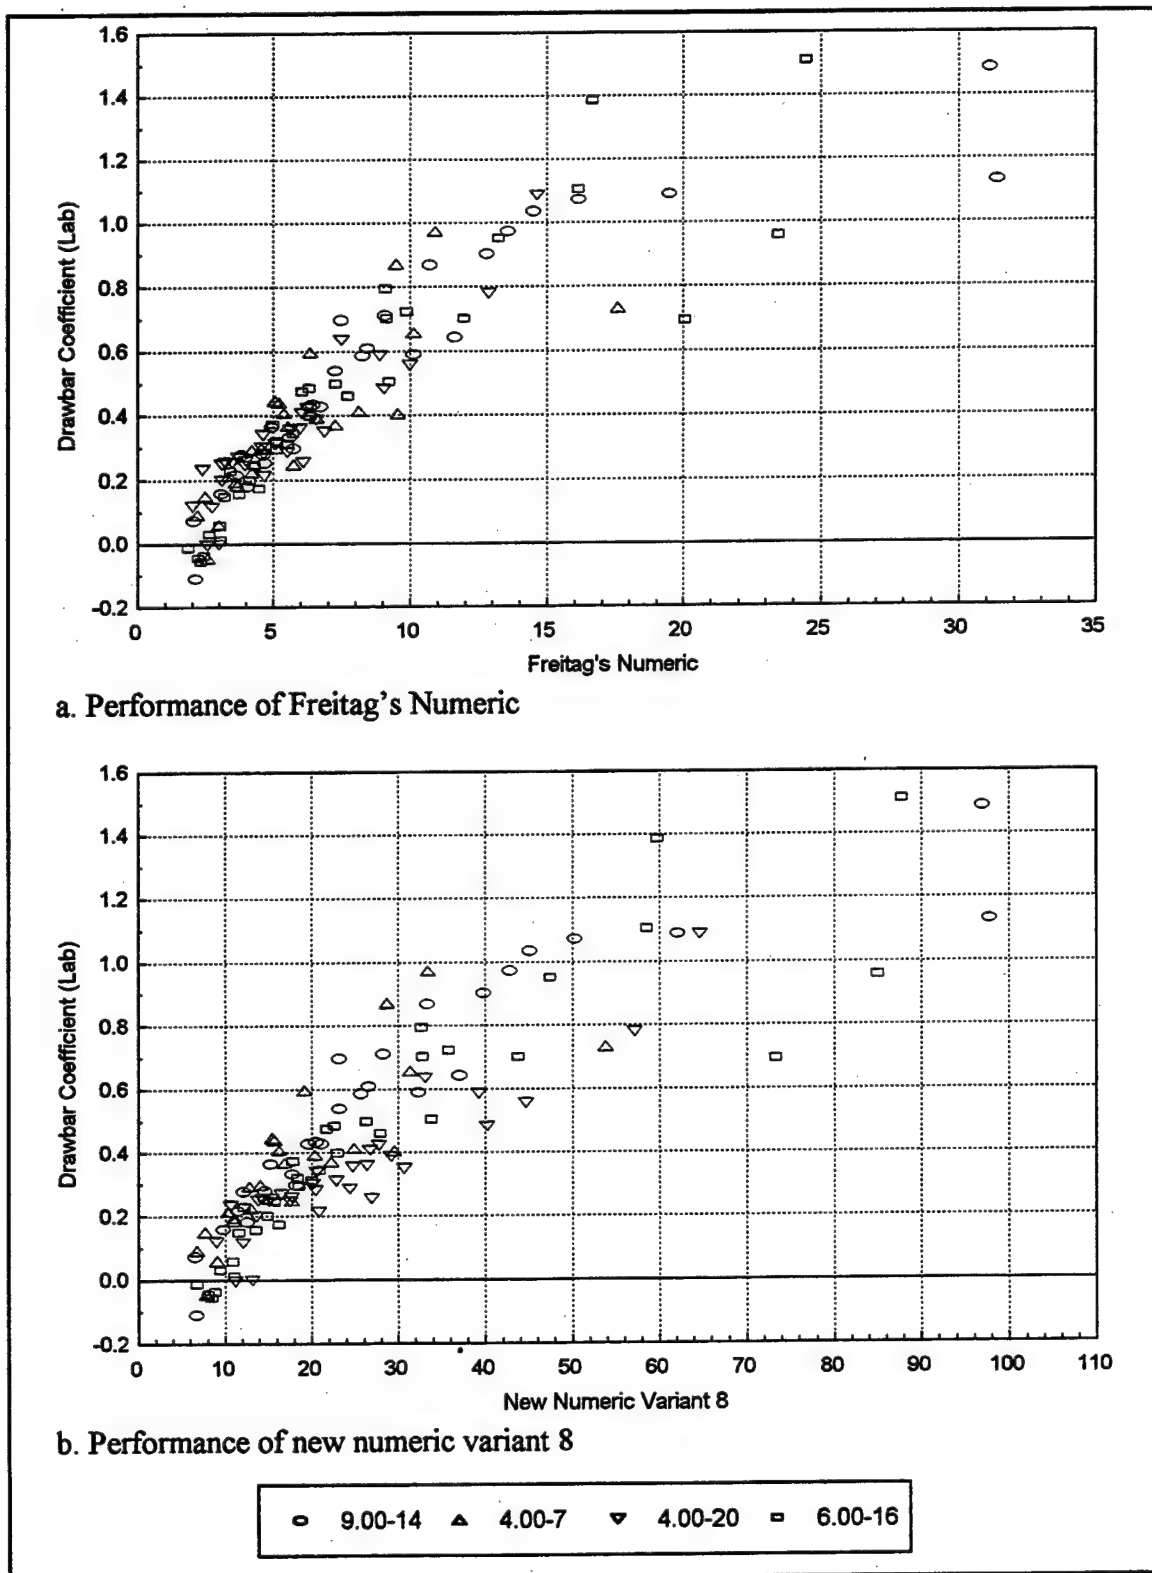 1.6
1.4
1.2
1.0
0.8
0.6
0.4
0.2
0.0
-0.2
Drawbar Coefficient (Lab)
0 5 10 15 20 25 30 35
Freitag's Numeric
a. Performance of Freitag's Numeric
1.6
1.4
1.2
1.0
0.8
0.6
0.4
0.2
0.0
-0.2
Drawbar Coefficient (Lab)
0 10 20 30 40 50 60 70 80 90 100 110
New Numeric Variant 8
b. Performance of new numeric variant 8
9.00-14 4.00-7 4.00-20 6.00-16